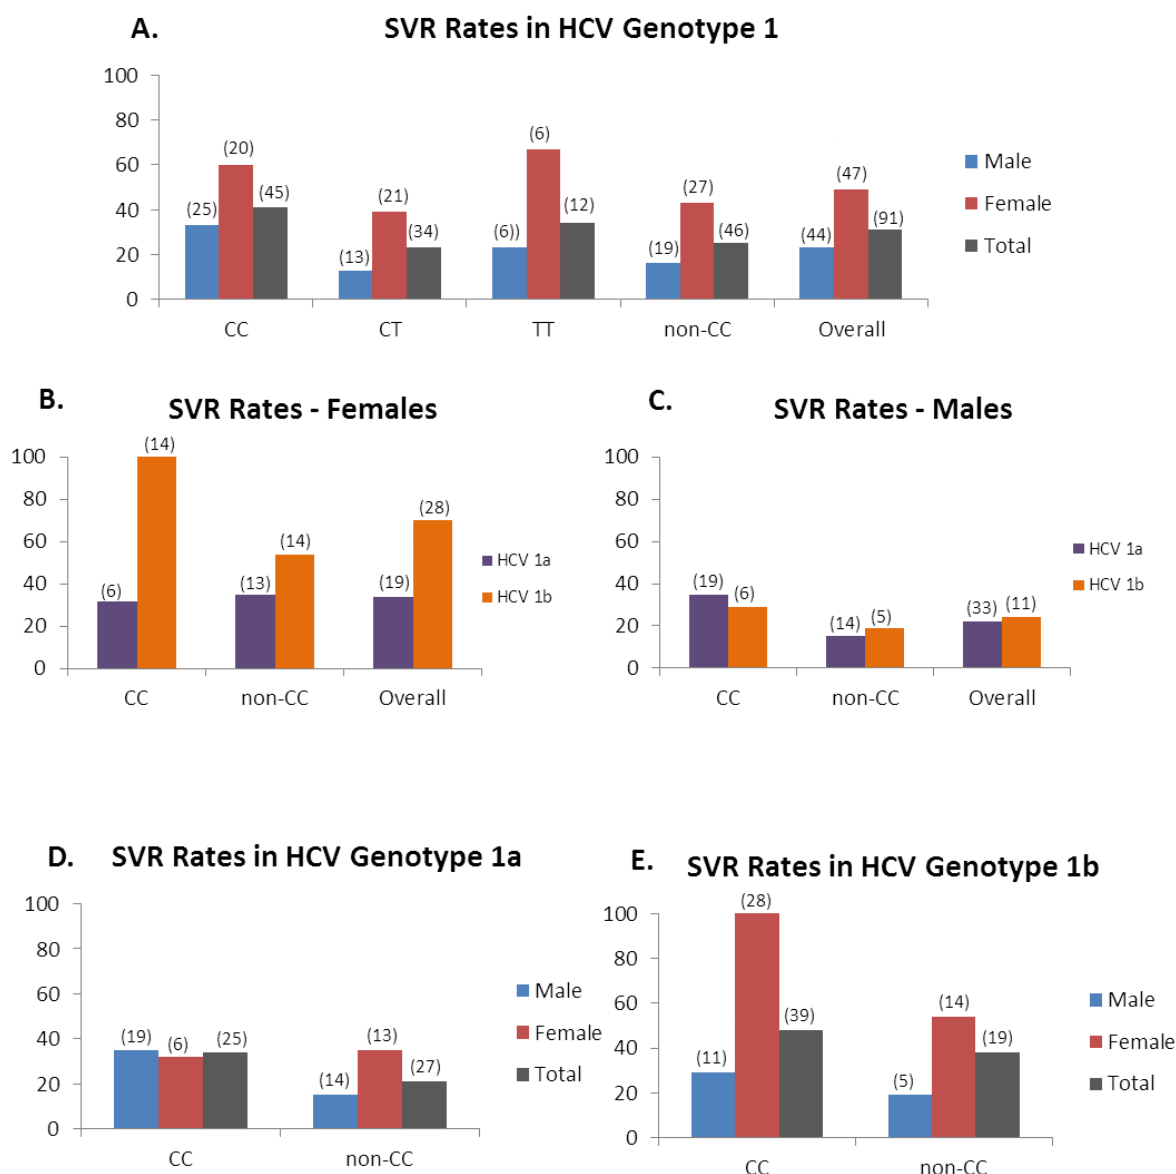 A. SVR Rates in HCV Genotype 1
100
80
60
40
20
0
(25) (20) (45)
(13) (21) (34)
(6)) (6) (12)
(19) (27) (46)
(44) (47) (91)
CC CT TT non-CC Overall
Male
Female
Total
B. SVR Rates - Females
100
80
60
40
20
0
(6) (14)
(13) (14)
(19) (28)
CC non-CC Overall
HCV 1a
HCV 1b
C. SVR Rates - Males
100
80
60
40
20
0
(19) (6)
(14) (5)
(33) (11)
CC non-CC Overall
HCV 1a
HCV 1b
D. SVR Rates in HCV Genotype 1a
100
80
60
40
20
0
(19) (6) (25)
(14) (13) (27)
CC non-CC
Male
Female
Total
E. SVR Rates in HCV Genotype 1b
100
80
60
40
20
0
(11) (28) (39)
(5) (14) (19)
CC non-CC
Male
Female
Total